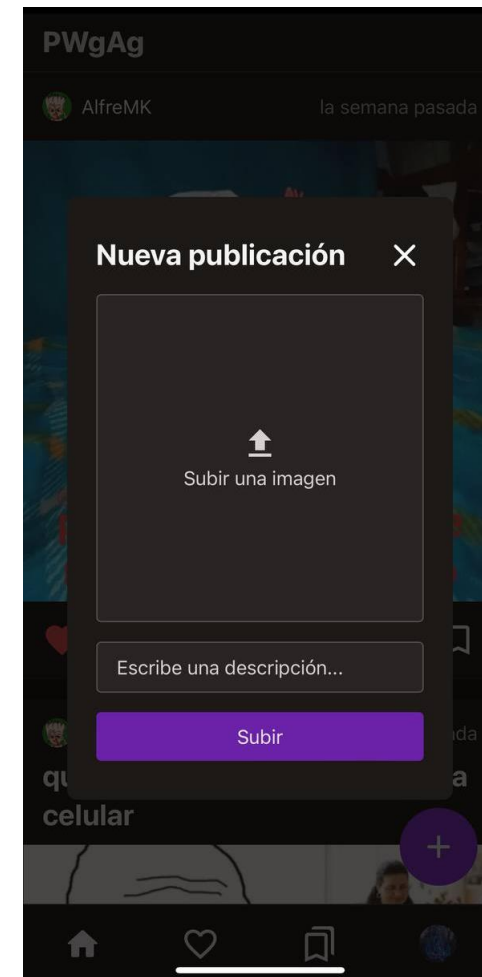 PWgAg
AlfreMK la semana pasada
Nueva publicación
Subir una imagen
Escribe una descripción...
Subir
celular